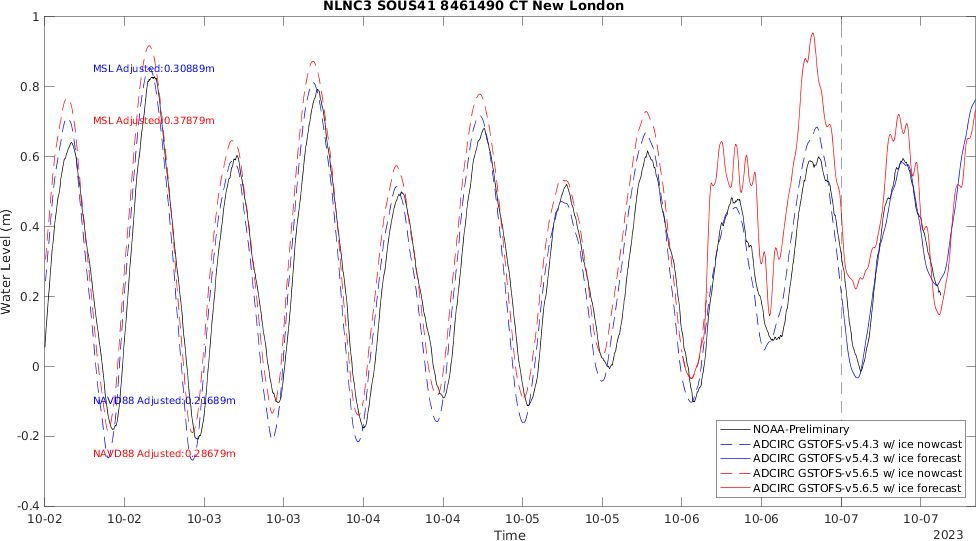 NLNC3 SOUS41 8461490 CT New London
1
0.8
0.6
0.4
0.2
0
-0.2
-0.4
Water Level (m)
MSL Adjusted:0.30889m
MSL Adjusted:0.37879m
NAVD88 Adjusted:0.21689m
NAVD88 Adjusted:0.28679m
NOAA-Preliminary
ADCIRC GSTOFS-v5.4.3 w/ ice nowcast
ADCIRC GSTOFS-v5.4.3 w/ ice forecast
ADCIRC GSTOFS-v5.6.5 w/ ice nowcast
ADCIRC GSTOFS-v5.6.5 w/ ice forecast
10-02 10-02 10-03 10-03 10-04 10-04 10-05 10-05 10-06 10-06 10-07 10-07
Time
2023